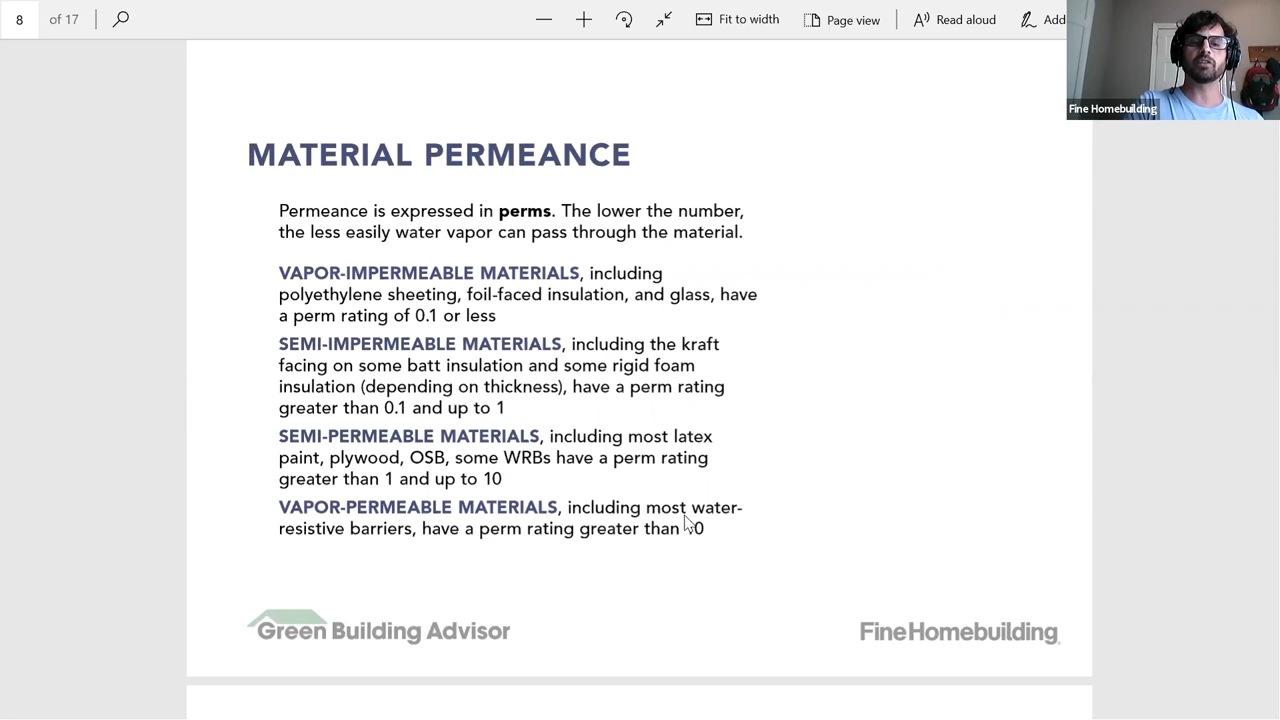 8 of 17 Fit to width Page view Read aloud Add
Fine Homebuilding
MATERIAL PERMEANCE
Permeance is expressed in perms. The lower the number,
the less easily water vapor can pass through the material.
VAPOR-IMPERMEABLE MATERIALS, including
polyethylene sheeting, foil-faced insulation, and glass, have
a perm rating of 0.1 or less
SEMI-IMPERMEABLE MATERIALS, including the kraft
facing on some batt insulation and some rigid foam
insulation (depending on thickness), have a perm rating
greater than 0.1 and up to 1
SEMI-PERMEABLE MATERIALS, including most latex
paint, plywood, OSB, some WRBs have a perm rating
greater than 1 and up to 10
VAPOR-PERMEABLE MATERIALS, including most water-
resistive barriers, have a perm rating greater than
Green Building Advisor
FineHomebuilding